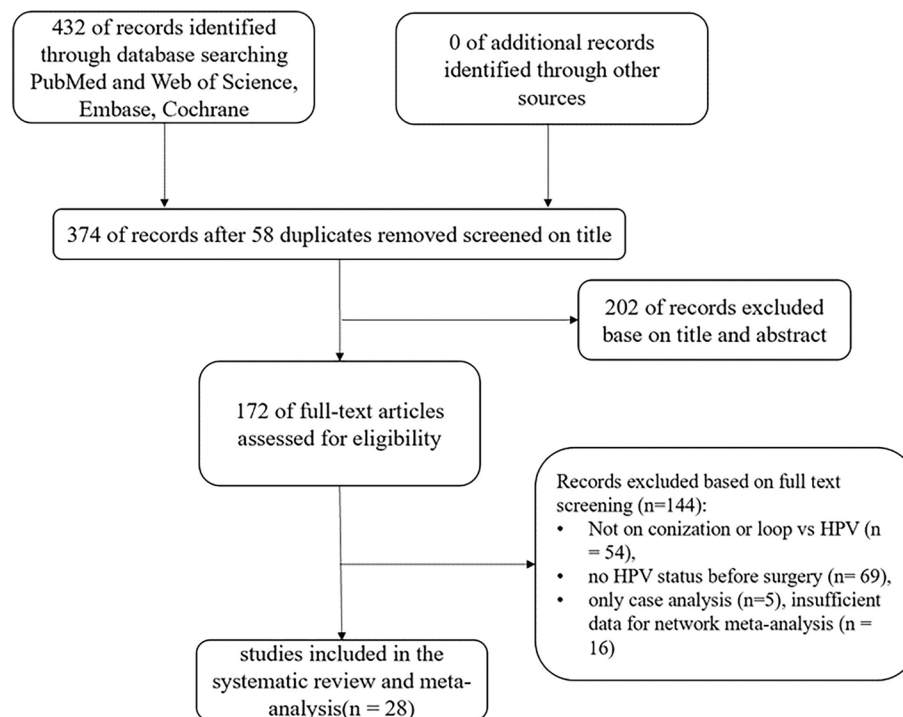 432 of records identified
through database searching
PubMed and Web of Science,
Embase, Cochrane
0 of additional records
identified through other
sources
374 of records after 58 duplicates removed screened on title
202 of records excluded
base on title and abstract
172 of full-text articles
assessed for eligibility
Records excluded based on full text
screening (n=144):
• Not on conization or loop vs HPV (n
= 54),
• no HPV status before surgery (n= 69),
• only case analysis (n=5), insufficient
data for network meta-analysis (n =
16)
studies included in the
systematic review and meta-
analysis(n = 28)